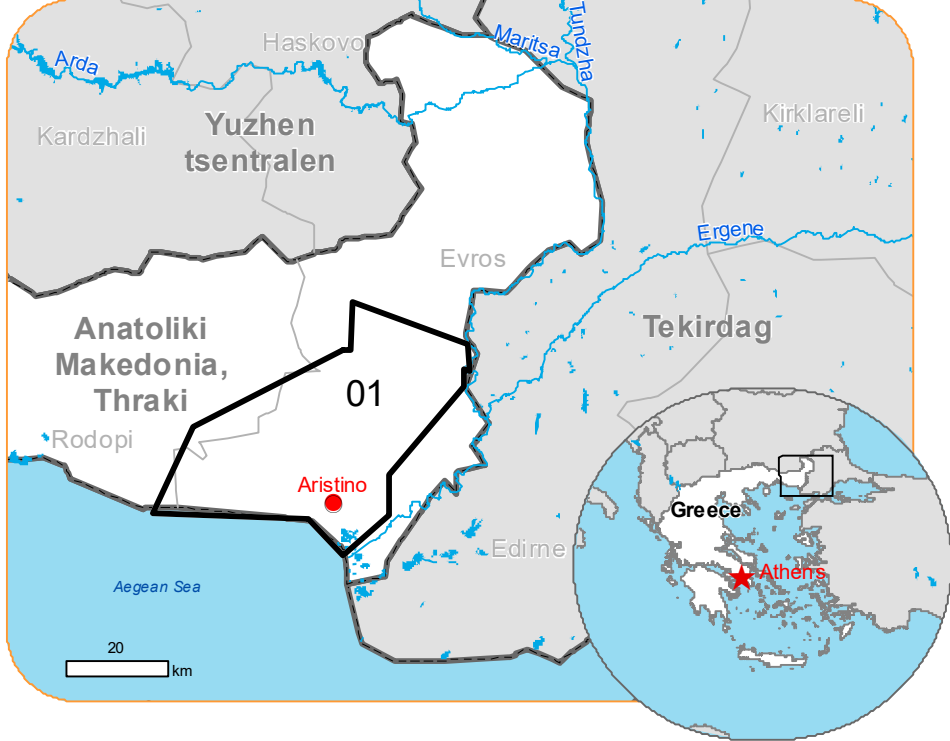 Haskovo
Maritsa
Tundzha
Arda
Kardzhali
Yuzhen
tsentralen
Kirklareli
Ergene
Evros
Anatoliki
Makedonia,
Thraki
Tekirdag
01
Rodopi
Aristino
Greece
Edirne
Athens
Aegean Sea
20
km